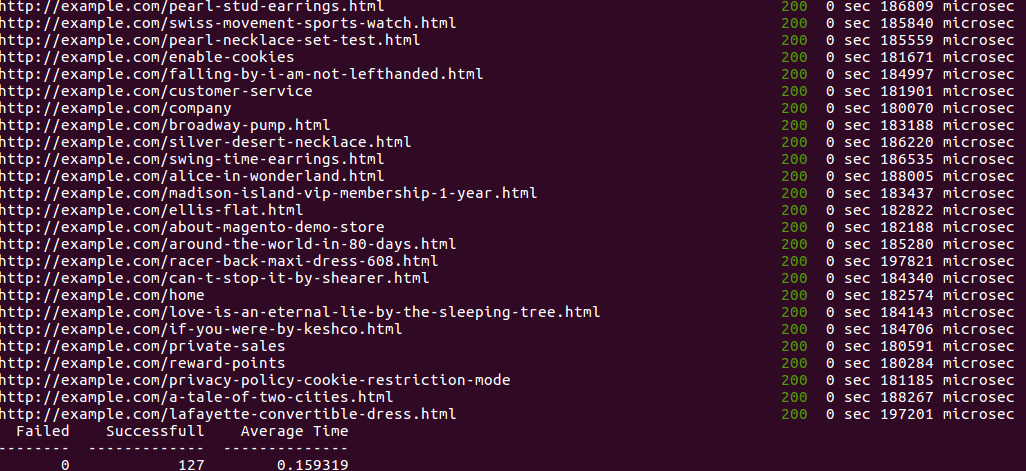 http://example.com/pearl-stud-earrings.html 200 0 sec 186809 microsec
http://example.com/swiss-movement-sports-watch.html 200 0 sec 185840 microsec
http://example.com/pearl-necklace-set-test.html 200 0 sec 185559 microsec
http://example.com/enable-cookies 200 0 sec 181671 microsec
http://example.com/falling-by-i-am-not-lefthanded.html 200 0 sec 184997 microsec
http://example.com/customer-service 200 0 sec 181901 microsec
http://example.com/company 200 0 sec 180070 microsec
http://example.com/broadway-pump.html 200 0 sec 183188 microsec
http://example.com/silver-desert-necklace.html 200 0 sec 186220 microsec
http://example.com/swing-time-earrings.html 200 0 sec 186535 microsec
http://example.com/alice-in-wonderland.html 200 0 sec 188005 microsec
http://example.com/madison-island-vip-membership-1-year.html 200 0 sec 183437 microsec
http://example.com/ellis-flat.html 200 0 sec 182822 microsec
http://example.com/about-magento-demo-store 200 0 sec 182188 microsec
http://example.com/around-the-world-in-80-days.html 200 0 sec 185280 microsec
http://example.com/racer-back-maxi-dress-608.html 200 0 sec 197821 microsec
http://example.com/can-t-stop-it-by-shearer.html 200 0 sec 184340 microsec
http://example.com/home 200 0 sec 182574 microsec
http://example.com/love-is-an-eternal-lie-by-the-sleeping-tree.html 200 0 sec 184143 microsec
http://example.com/if-you-were-by-keshco.html 200 0 sec 184706 microsec
http://example.com/private-sales 200 0 sec 180591 microsec
http://example.com/reward-points 200 0 sec 180284 microsec
http://example.com/privacy-policy-cookie-restriction-mode 200 0 sec 181185 microsec
http://example.com/a-tale-of-two-cities.html 200 0 sec 188267 microsec
http://example.com/lafayette-convertible-dress.html 200 0 sec 197201 microsec
Failed Successfull Average Time
-------- ------------- --------------
0 127 0.159319